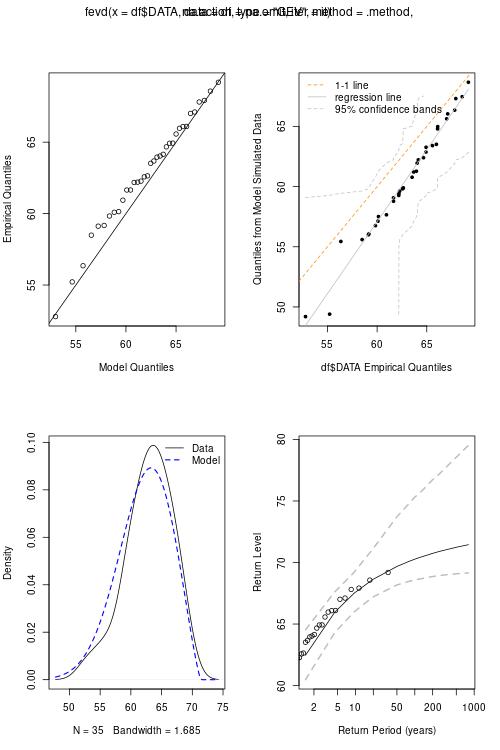 fevd(x = df$DATA, method = .method,
Empirical Quantiles
55
60
65
55
60
65
Model Quantiles
1-1 line
regression line
95% confidence bands
Quantiles from Model Simulated Data
50
55
60
65
55
60
65
df$DATA Empirical Quantiles
Data
Model
Density
0.00
0.02
0.04
0.06
0.08
0.10
50
55
60
65
70
75
N = 35 Bandwidth = 1.685
Return Level
60
65
70
75
80
2
5
10
50
200
1000
Return Period (years)